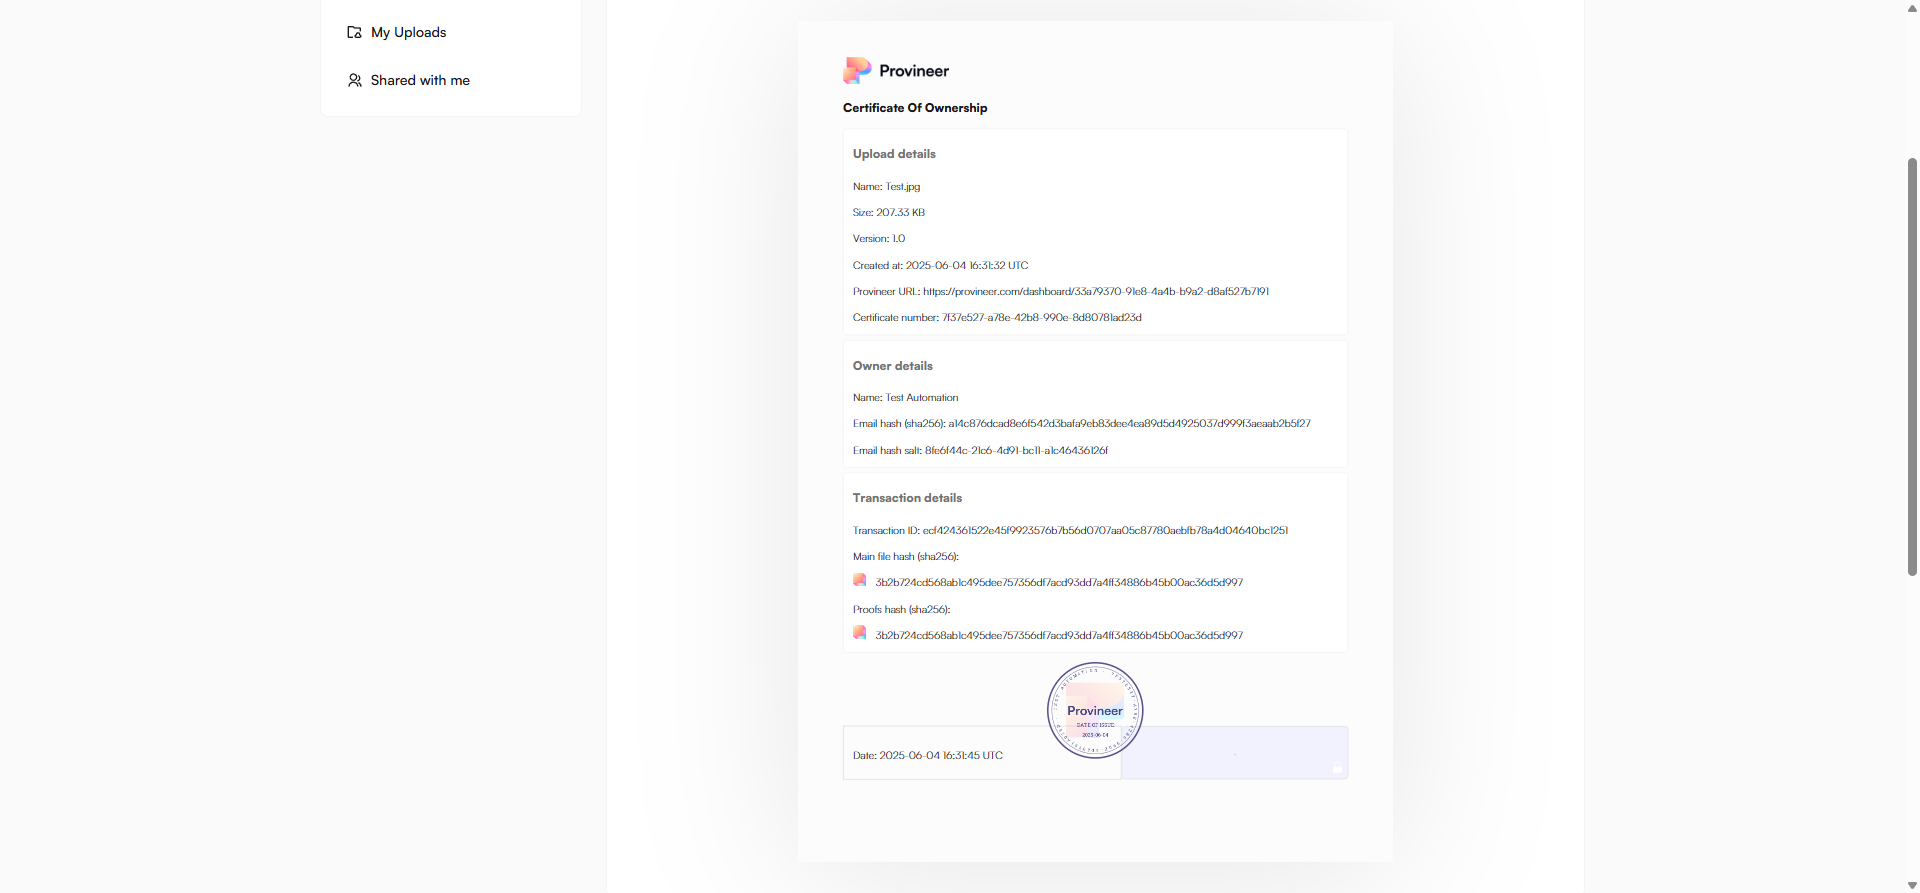 My Uploads
Shared with me
Provineer
Certificate Of Ownership
Upload details
Name: Test.jpg
Size: 207.33 KB
Version: 1.0
Created at: 2025-06-04 16:31:32 UTC
Provineer URL: https://provineer.com/dashboard/33a79370-91e8-4a4b-b9a2-d8af527b7191
Certificate number: 7f37e527-a78e-42b8-990e-8d80781ad23d
Owner details
Name: Test Automation
Email hash (sha256): a14c876dcad8e6f542d3bafa9eb83dee4ea89d5d4925037d999f3aeaab2b5f27
Email hash salt: 8fe6f44c-21c6-4d91-bc11-a1c46436126f
Transaction details
Transaction ID: ecf424361522e45f9923576b7b56d0707aa05c87780aebfb78a4d04640bc1251
Main file hash (sha256):
3b2b724cd568ab1c495dee757356df7acd93dd7a4ff34886b45b00ac36d5d997
Proofs hash (sha256):
3b2b724cd568ab1c495dee757356df7acd93dd7a4ff34886b45b00ac36d5d997
Provineer
DATE OF ISSUE
2025-06-04
Date: 2025-06-04 16:31:45 UTC